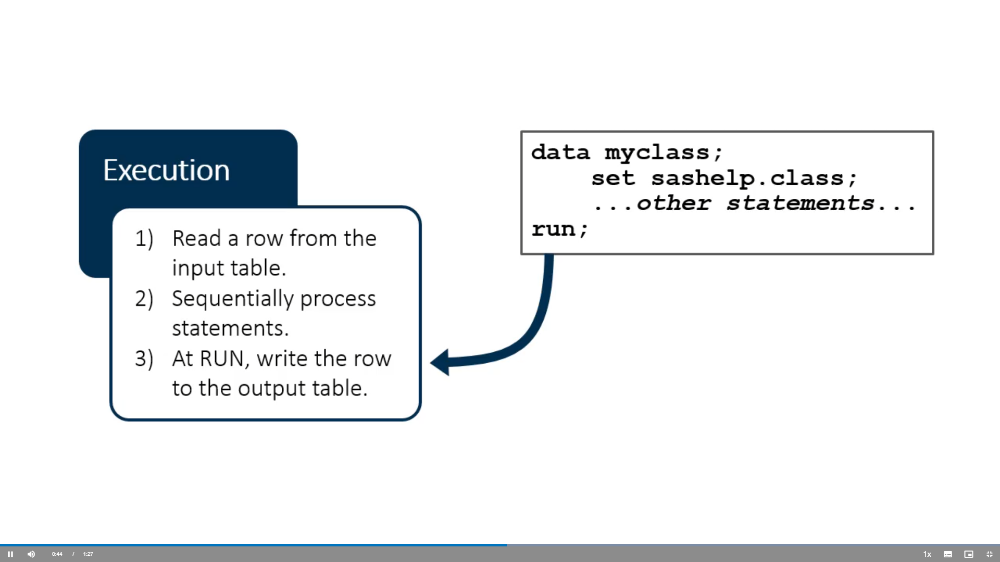 Execution
1) Read a row from the
input table.
2) Sequentially process
statements.
3) At RUN, write the row
to the output table.
data myclass;
set sashelp.class;
...other statements...
run;
0:44 / 1:27
1x